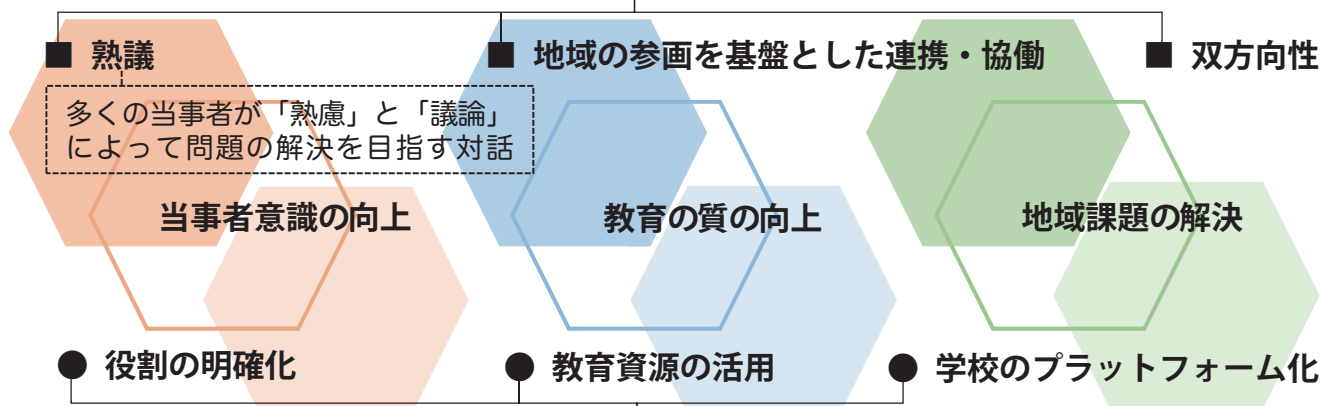 ■ 熟議
■ 地域の参画を基盤とした連携・協働
■ 双方向性
多くの当事者が「熟慮」と「議論」
によって問題の解決を目指す対話
当事者意識の向上
教育の質の向上
地域課題の解決
● 役割の明確化
● 教育資源の活用
● 学校のプラットフォーム化